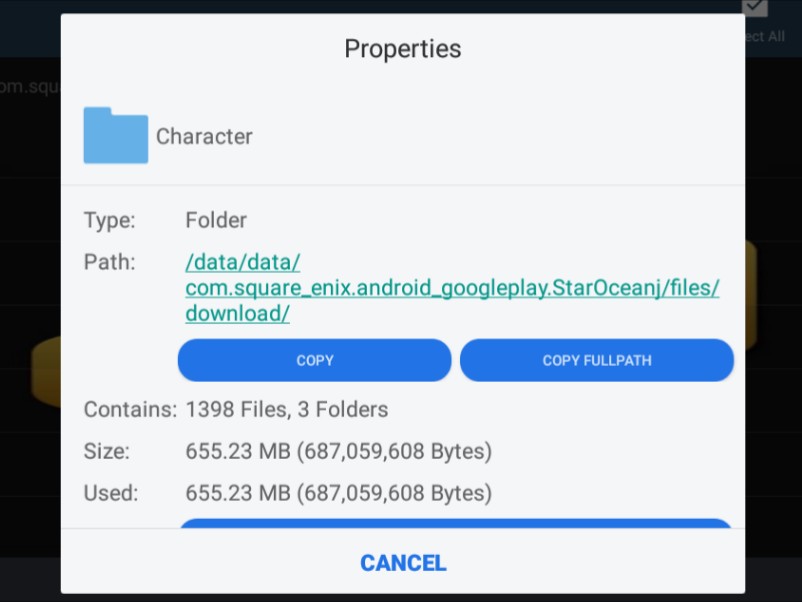 Properties
ect All
om.squ
Character
Type: Folder
Path: /data/data/
com.square_enix.android_googleplay.StarOceanj/files/
download/
COPY COPY FULLPATH
Contains: 1398 Files, 3 Folders
Size: 655.23 MB (687,059,608 Bytes)
Used: 655.23 MB (687,059,608 Bytes)
CANCEL